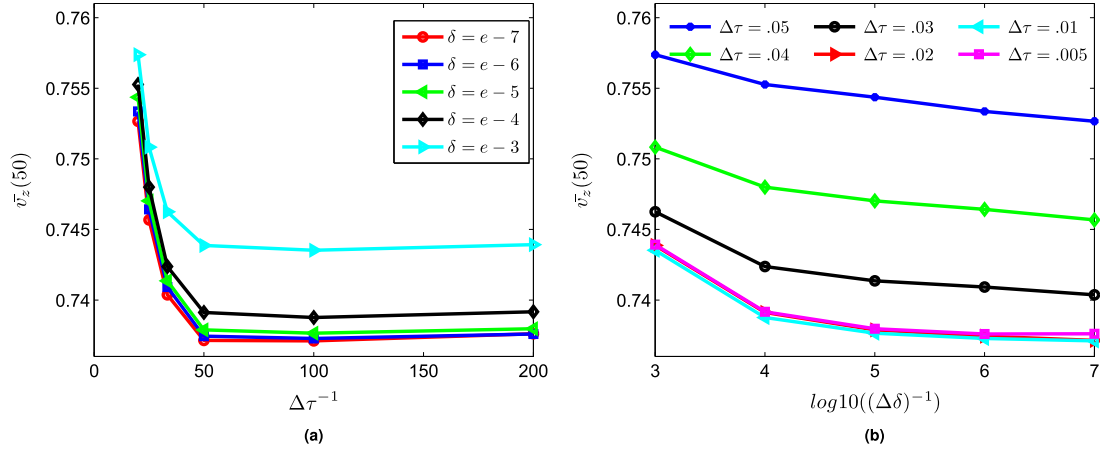 0.76
0.755
0.75
0.745
0.74
v̄_z(50)
0 50 100 150 200
Δτ⁻¹
δ = e − 7
δ = e − 6
δ = e − 5
δ = e − 4
δ = e − 3
(a)
0.76
0.755
0.75
0.745
0.74
v̄_z(50)
Δτ = .05 Δτ = .03 Δτ = .01
Δτ = .04 Δτ = .02 Δτ = .005
3 4 5 6 7
log10((Δδ)⁻¹)
(b)